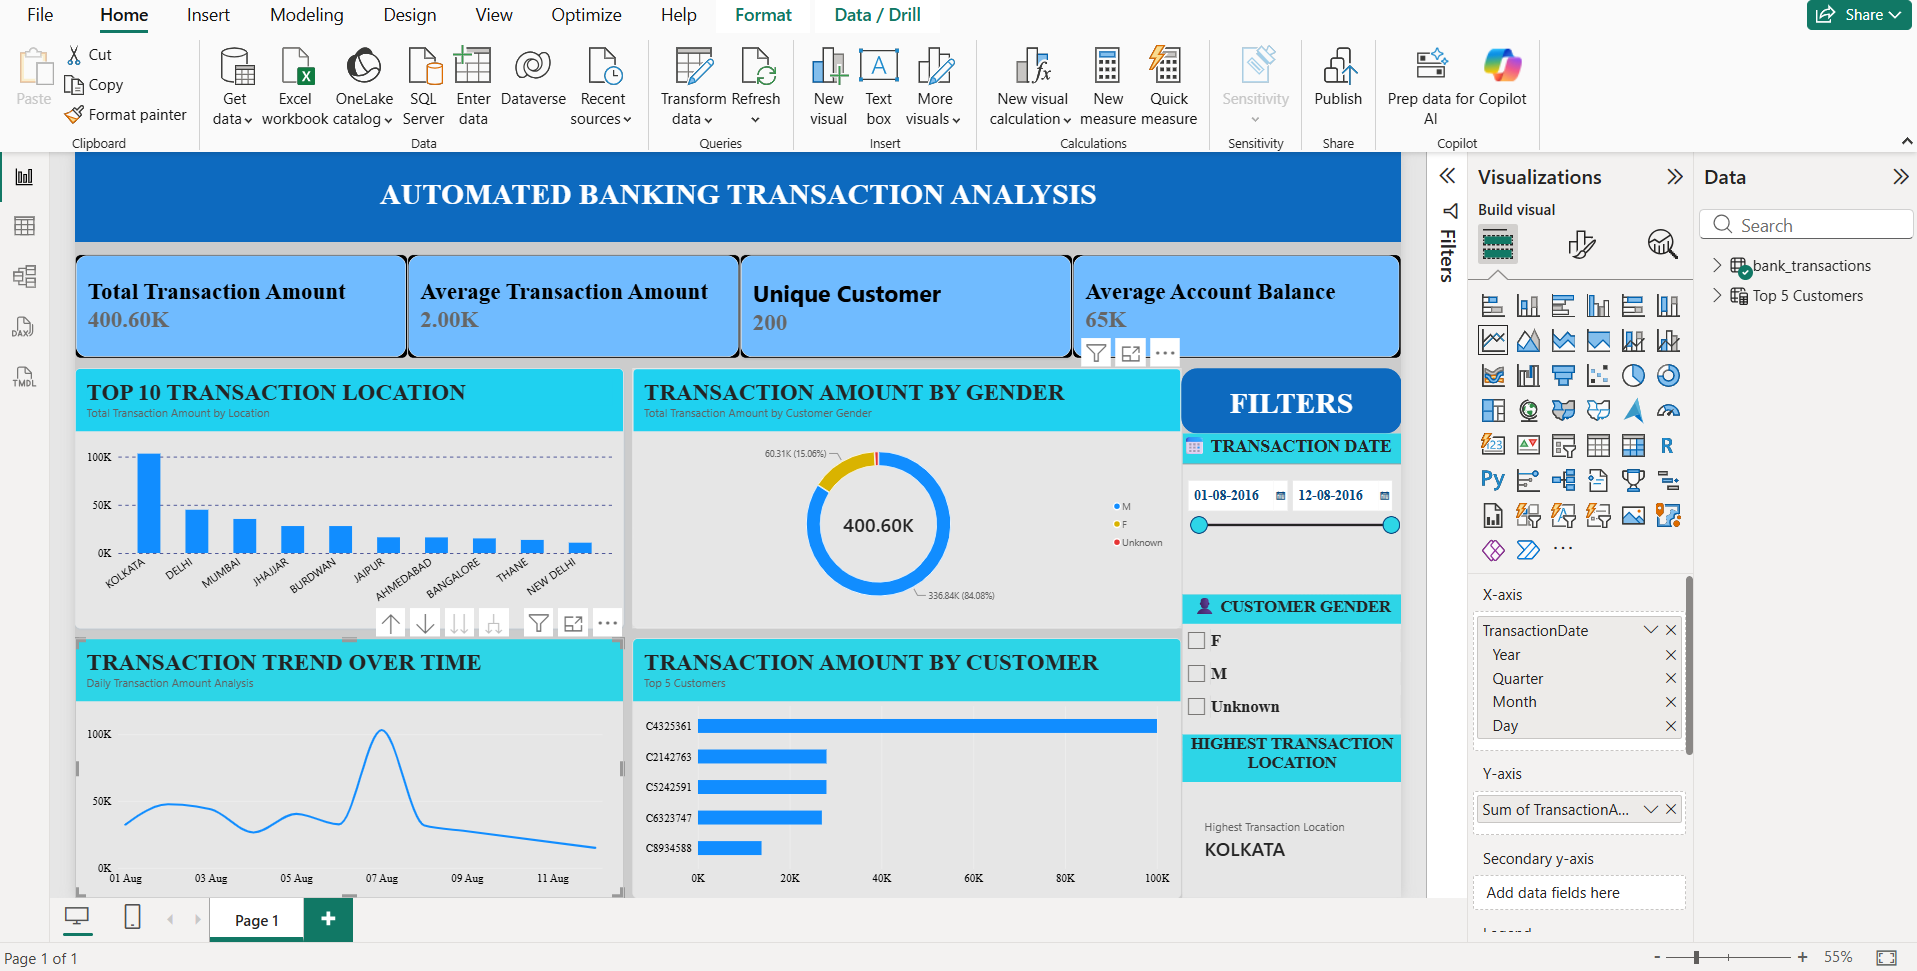 File Home Insert Modeling Design View Optimize Help Format Data / Drill Share
Paste
Cut
Copy
Format painter
Clipboard
Get data
Excel workbook
OneLake catalog
SQL Server
Enter data
Dataverse
Recent sources
Data
Transform data
Refresh
Queries
New visual
Text box
More visuals
Insert
New visual calculation
New measure
Quick measure
Calculations
Sensitivity
Sensitivity
Publish
Share
Prep data for AI
Copilot
Copilot
DAX
TMDL
AUTOMATED BANKING TRANSACTION ANALYSIS
Total Transaction Amount
400.60K
Average Transaction Amount
2.00K
Unique Customer
200
Average Account Balance
65K
TOP 10 TRANSACTION LOCATION
Total Transaction Amount by Location
100K
50K
0K
KOLKATA
DELHI
MUMBAI
JHAJJAR
BURDWAN
JAIPUR
AHMEDABAD
BANGALORE
THANE
NEW DELHI
TRANSACTION AMOUNT BY GENDER
Total Transaction Amount by Customer Gender
60.31K (15.06%)
400.60K
336.84K (84.08%)
M
F
Unknown
FILTERS
TRANSACTION DATE
01-08-2016
12-08-2016
CUSTOMER GENDER
F
M
Unknown
HIGHEST TRANSACTION
LOCATION
Highest Transaction Location
KOLKATA
TRANSACTION TREND OVER TIME
Daily Transaction Amount Analysis
100K
50K
0K
01 Aug
03 Aug
05 Aug
07 Aug
09 Aug
11 Aug
TRANSACTION AMOUNT BY CUSTOMER
Top 5 Customers
C4325361
C2142763
C5242591
C6323747
C8934588
0K
20K
40K
60K
80K
100K
Filters
Visualizations
Build visual
123
R
Py
X-axis
TransactionDate
Year
Quarter
Month
Day
Y-axis
Sum of TransactionA...
Secondary y-axis
Add data fields here
Data
Search
bank_transactions
Top 5 Customers
Page 1
Page 1 of 1
55%